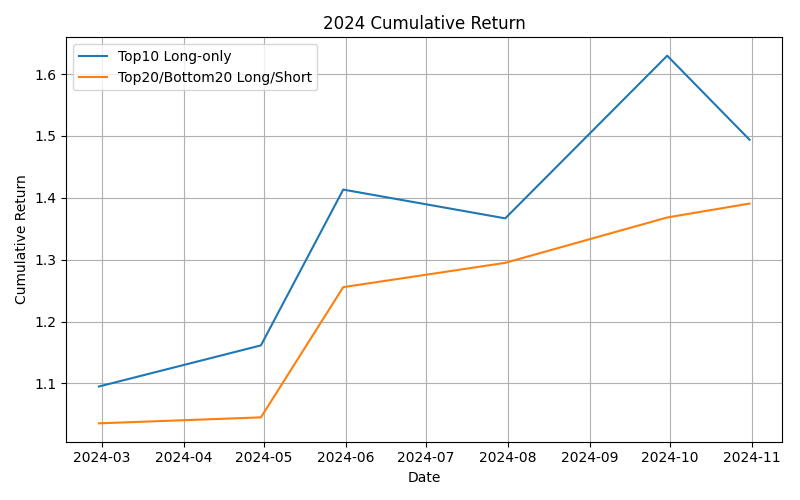 2024 Cumulative Return
Top10 Long-only
Top20/Bottom20 Long/Short
Cumulative Return
1.6
1.5
1.4
1.3
1.2
1.1
2024-03 2024-04 2024-05 2024-06 2024-07 2024-08 2024-09 2024-10 2024-11
Date